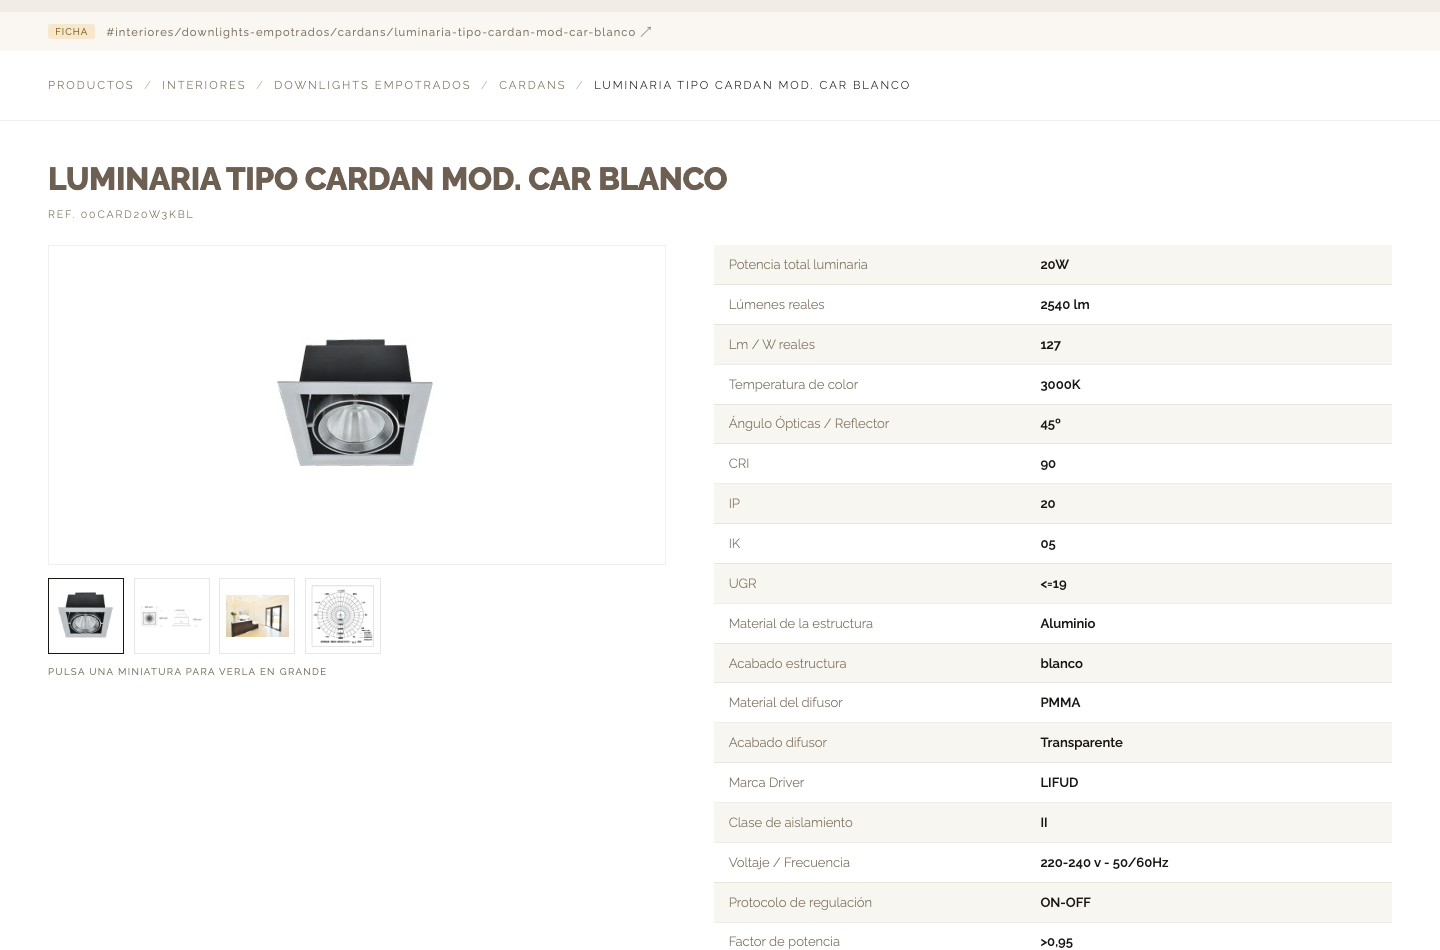 FICHA #interiores/downlights-empotrados/cardans/luminaria-tipo-cardan-mod-car-blanco ↗
PRODUCTOS / INTERIORES / DOWNLIGHTS EMPOTRADOS / CARDANS / LUMINARIA TIPO CARDAN MOD. CAR BLANCO
LUMINARIA TIPO CARDAN MOD. CAR BLANCO
REF. 00CARD20W3KBL
PULSA UNA MINIATURA PARA VERLA EN GRANDE
Potencia total luminaria 20W
Lúmenes reales 2540 lm
Lm / W reales 127
Temperatura de color 3000K
Ángulo Ópticas / Reflector 45º
CRI 90
IP 20
IK 05
UGR <=19
Material de la estructura Aluminio
Acabado estructura blanco
Material del difusor PMMA
Acabado difusor Transparente
Marca Driver LIFUD
Clase de aislamiento II
Voltaje / Frecuencia 220-240 v - 50/60Hz
Protocolo de regulación ON-OFF
Factor de potencia >0,95